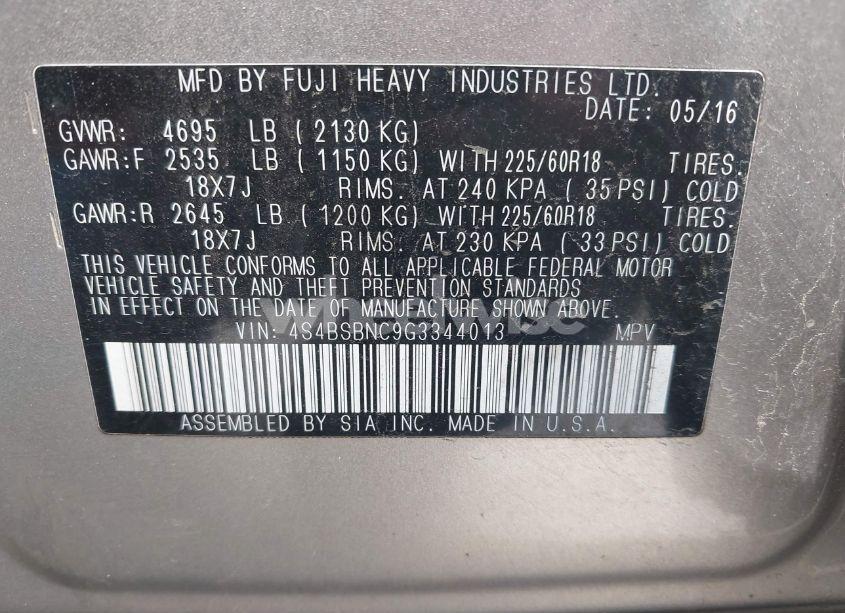 MFD BY FUJI HEAVY INDUSTRIES LTD.
DATE: 05/16
GVWR: 4695 LB ( 2130 KG)
GAWR:F 2535 LB ( 1150 KG) WITH 225/60R18 TIRES.
18X7J RIMS. AT 240 KPA ( 35 PSI) COLD
GAWR:R 2645 LB ( 1200 KG) WITH 225/60R18 TIRES.
18X7J RIMS. AT 230 KPA ( 33 PSI) COLD
THIS VEHICLE CONFORMS TO ALL APPLICABLE FEDERAL MOTOR
VEHICLE SAFETY AND THEFT PREVENTION STANDARDS
IN EFFECT ON THE DATE OF MANUFACTURE SHOWN ABOVE.
VIN: 4S4BSBNC9G3344013 MPV
ASSEMBLED BY SIA INC. MADE IN U.S.A.